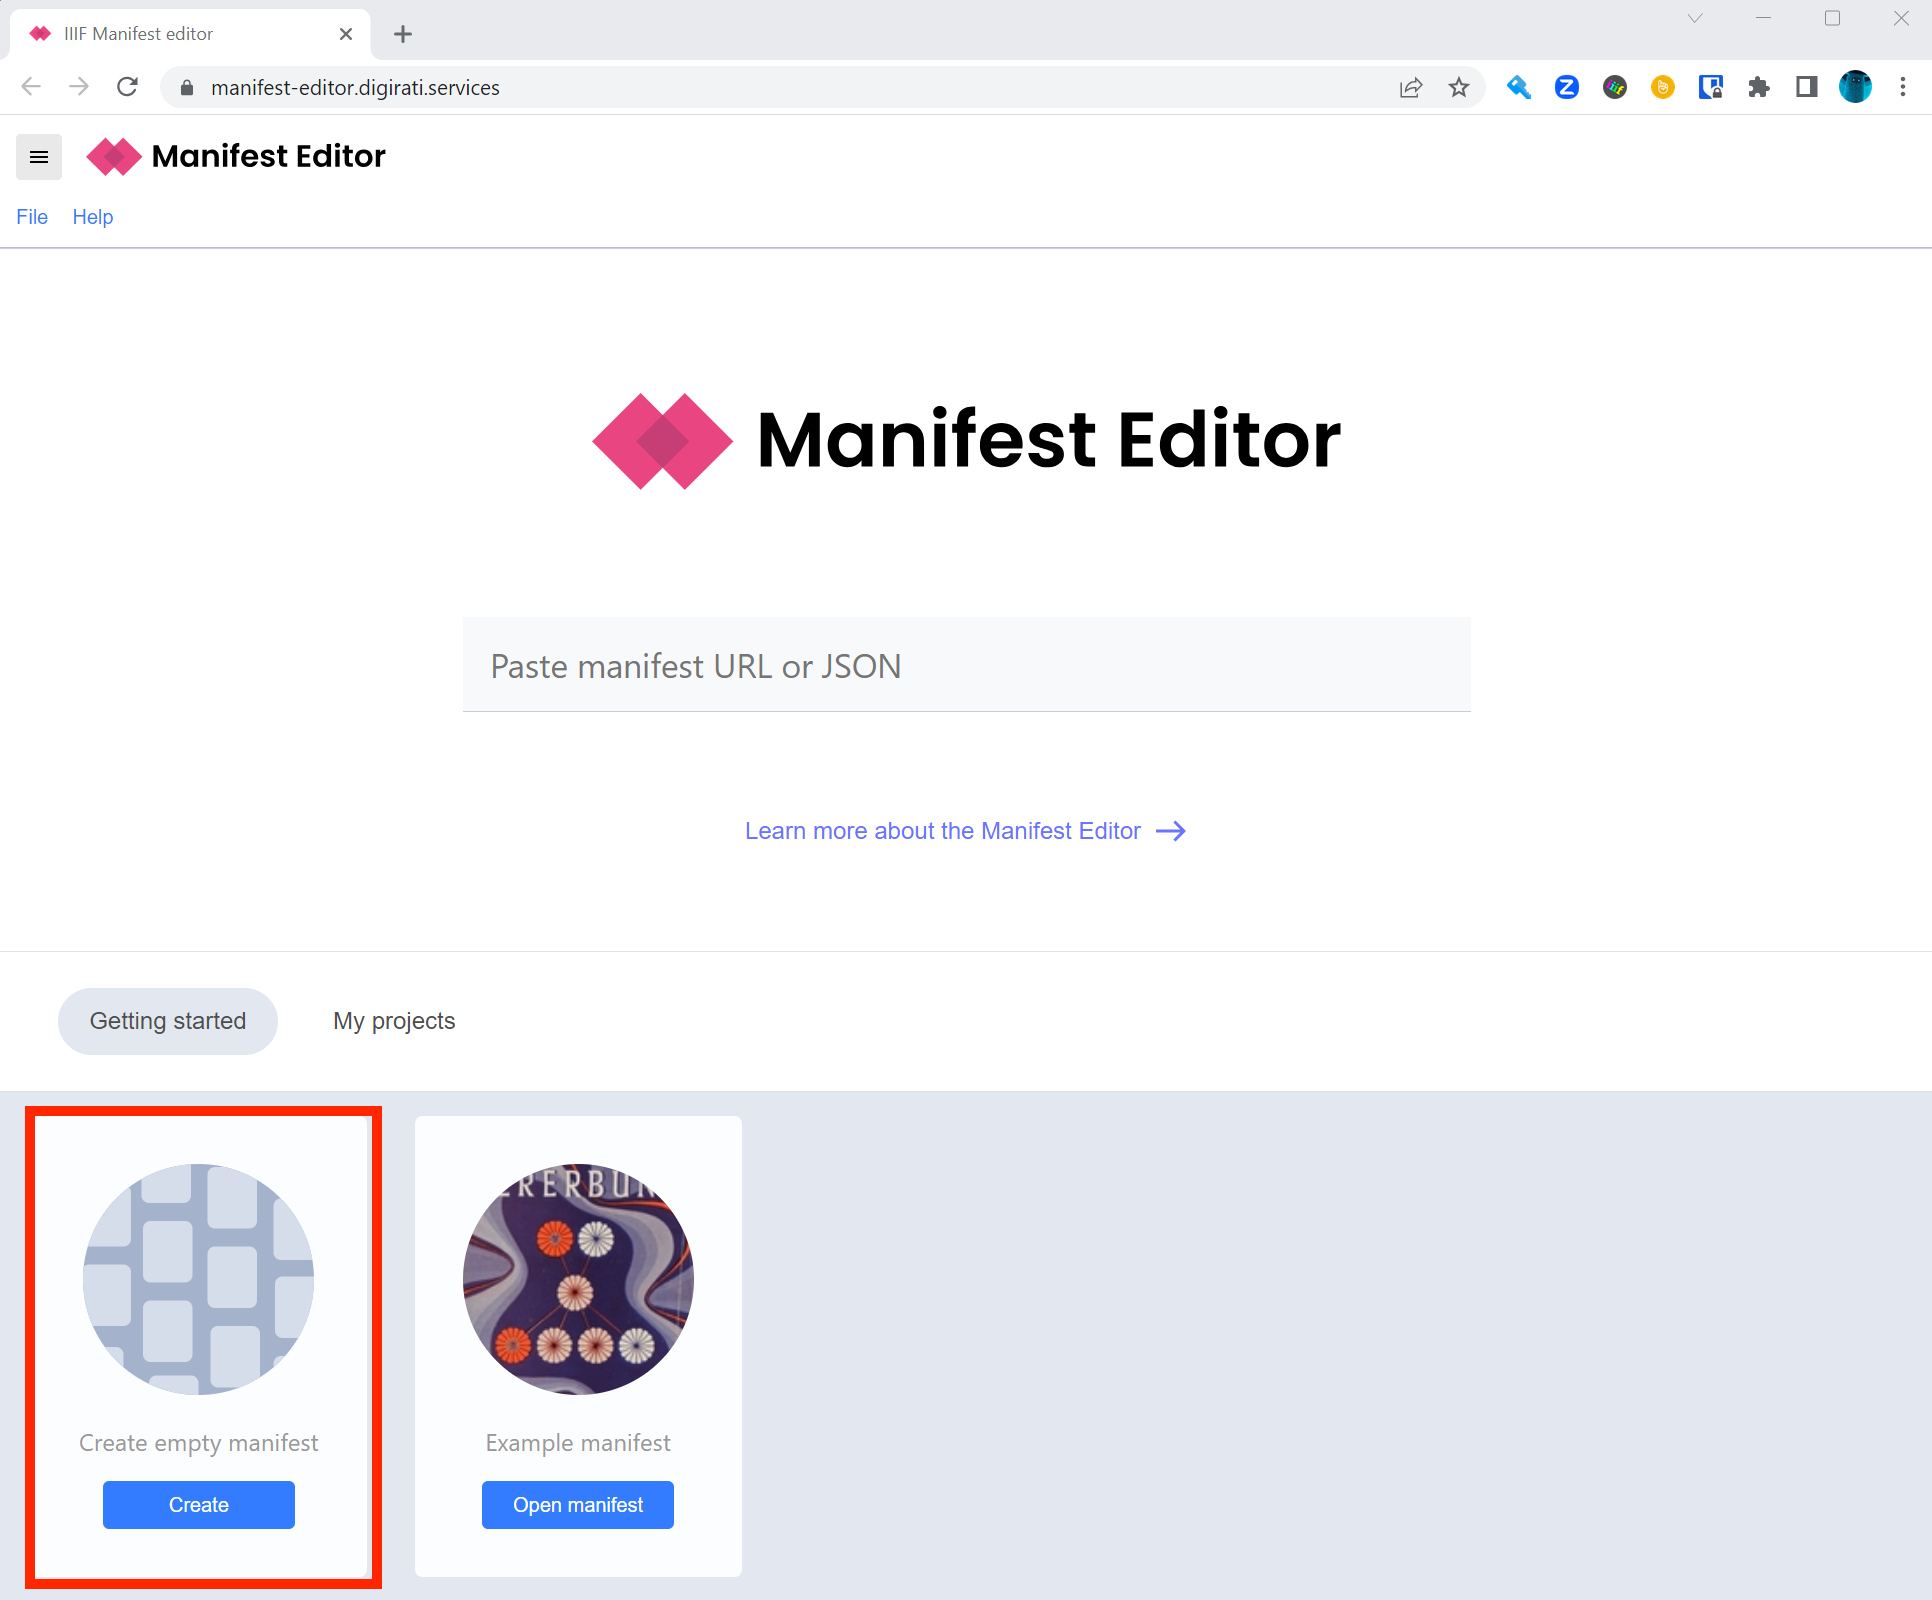 IIIF Manifest editor
manifest-editor.digirati.services
Manifest Editor
File Help
Manifest Editor
Paste manifest URL or JSON
Learn more about the Manifest Editor
Getting started
My projects
Create empty manifest
Create
Example manifest
Open manifest